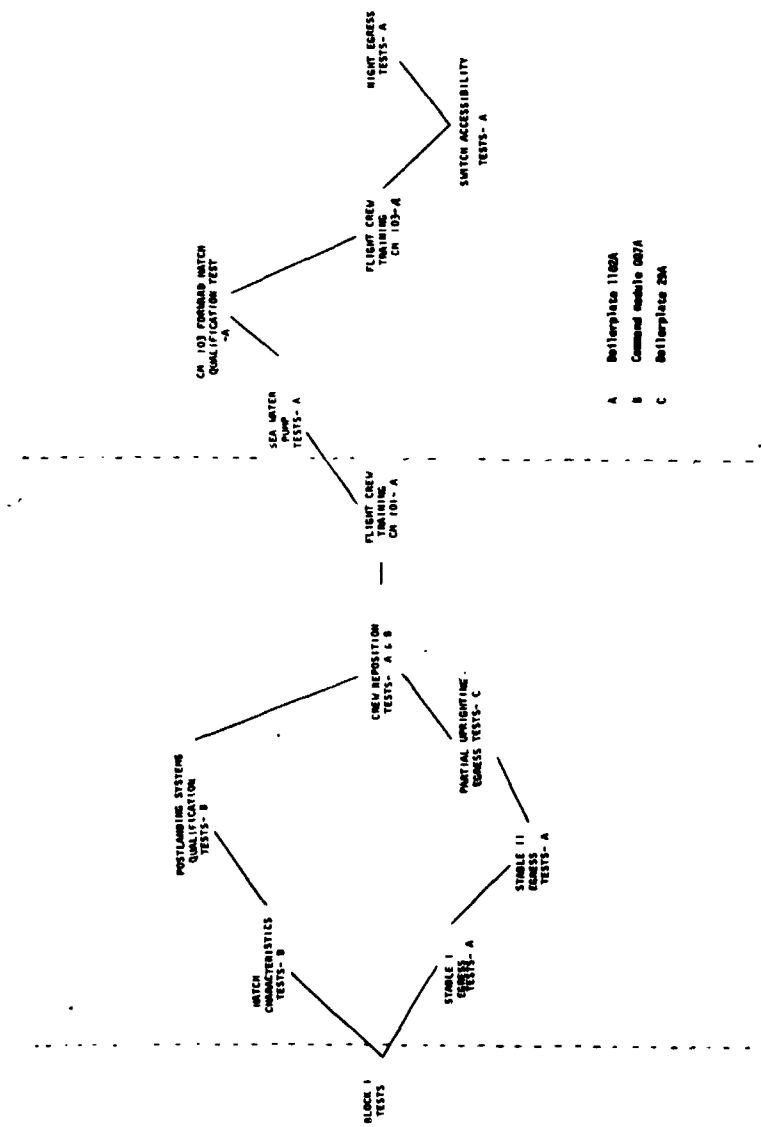 BLOCK I
TESTS
HATCH
CHARACTERISTICS
TESTS- B
STABLE I
EGRESS
TESTS- A
POSTLANDING SYSTEMS
QUALIFICATION
TESTS- B
STABLE II
EGRESS
TESTS- A
PARTIAL UPRIGHTING
EGRESS TESTS- C
CREW REPOSITION
TESTS- A & B
FLIGHT CREW
TRAINING
CM 101- A
SEA WATER
PUMP
TESTS- A
CM 103 FORWARD HATCH
QUALIFICATION TEST
-A
FLIGHT CREW
TRAINING
CM 103-A
SWITCH ACCESSIBILITY
TESTS- A
NIGHT EGRESS
TESTS- A
A Boilerplate 1102A
B Command module 007A
C Boilerplate 29A